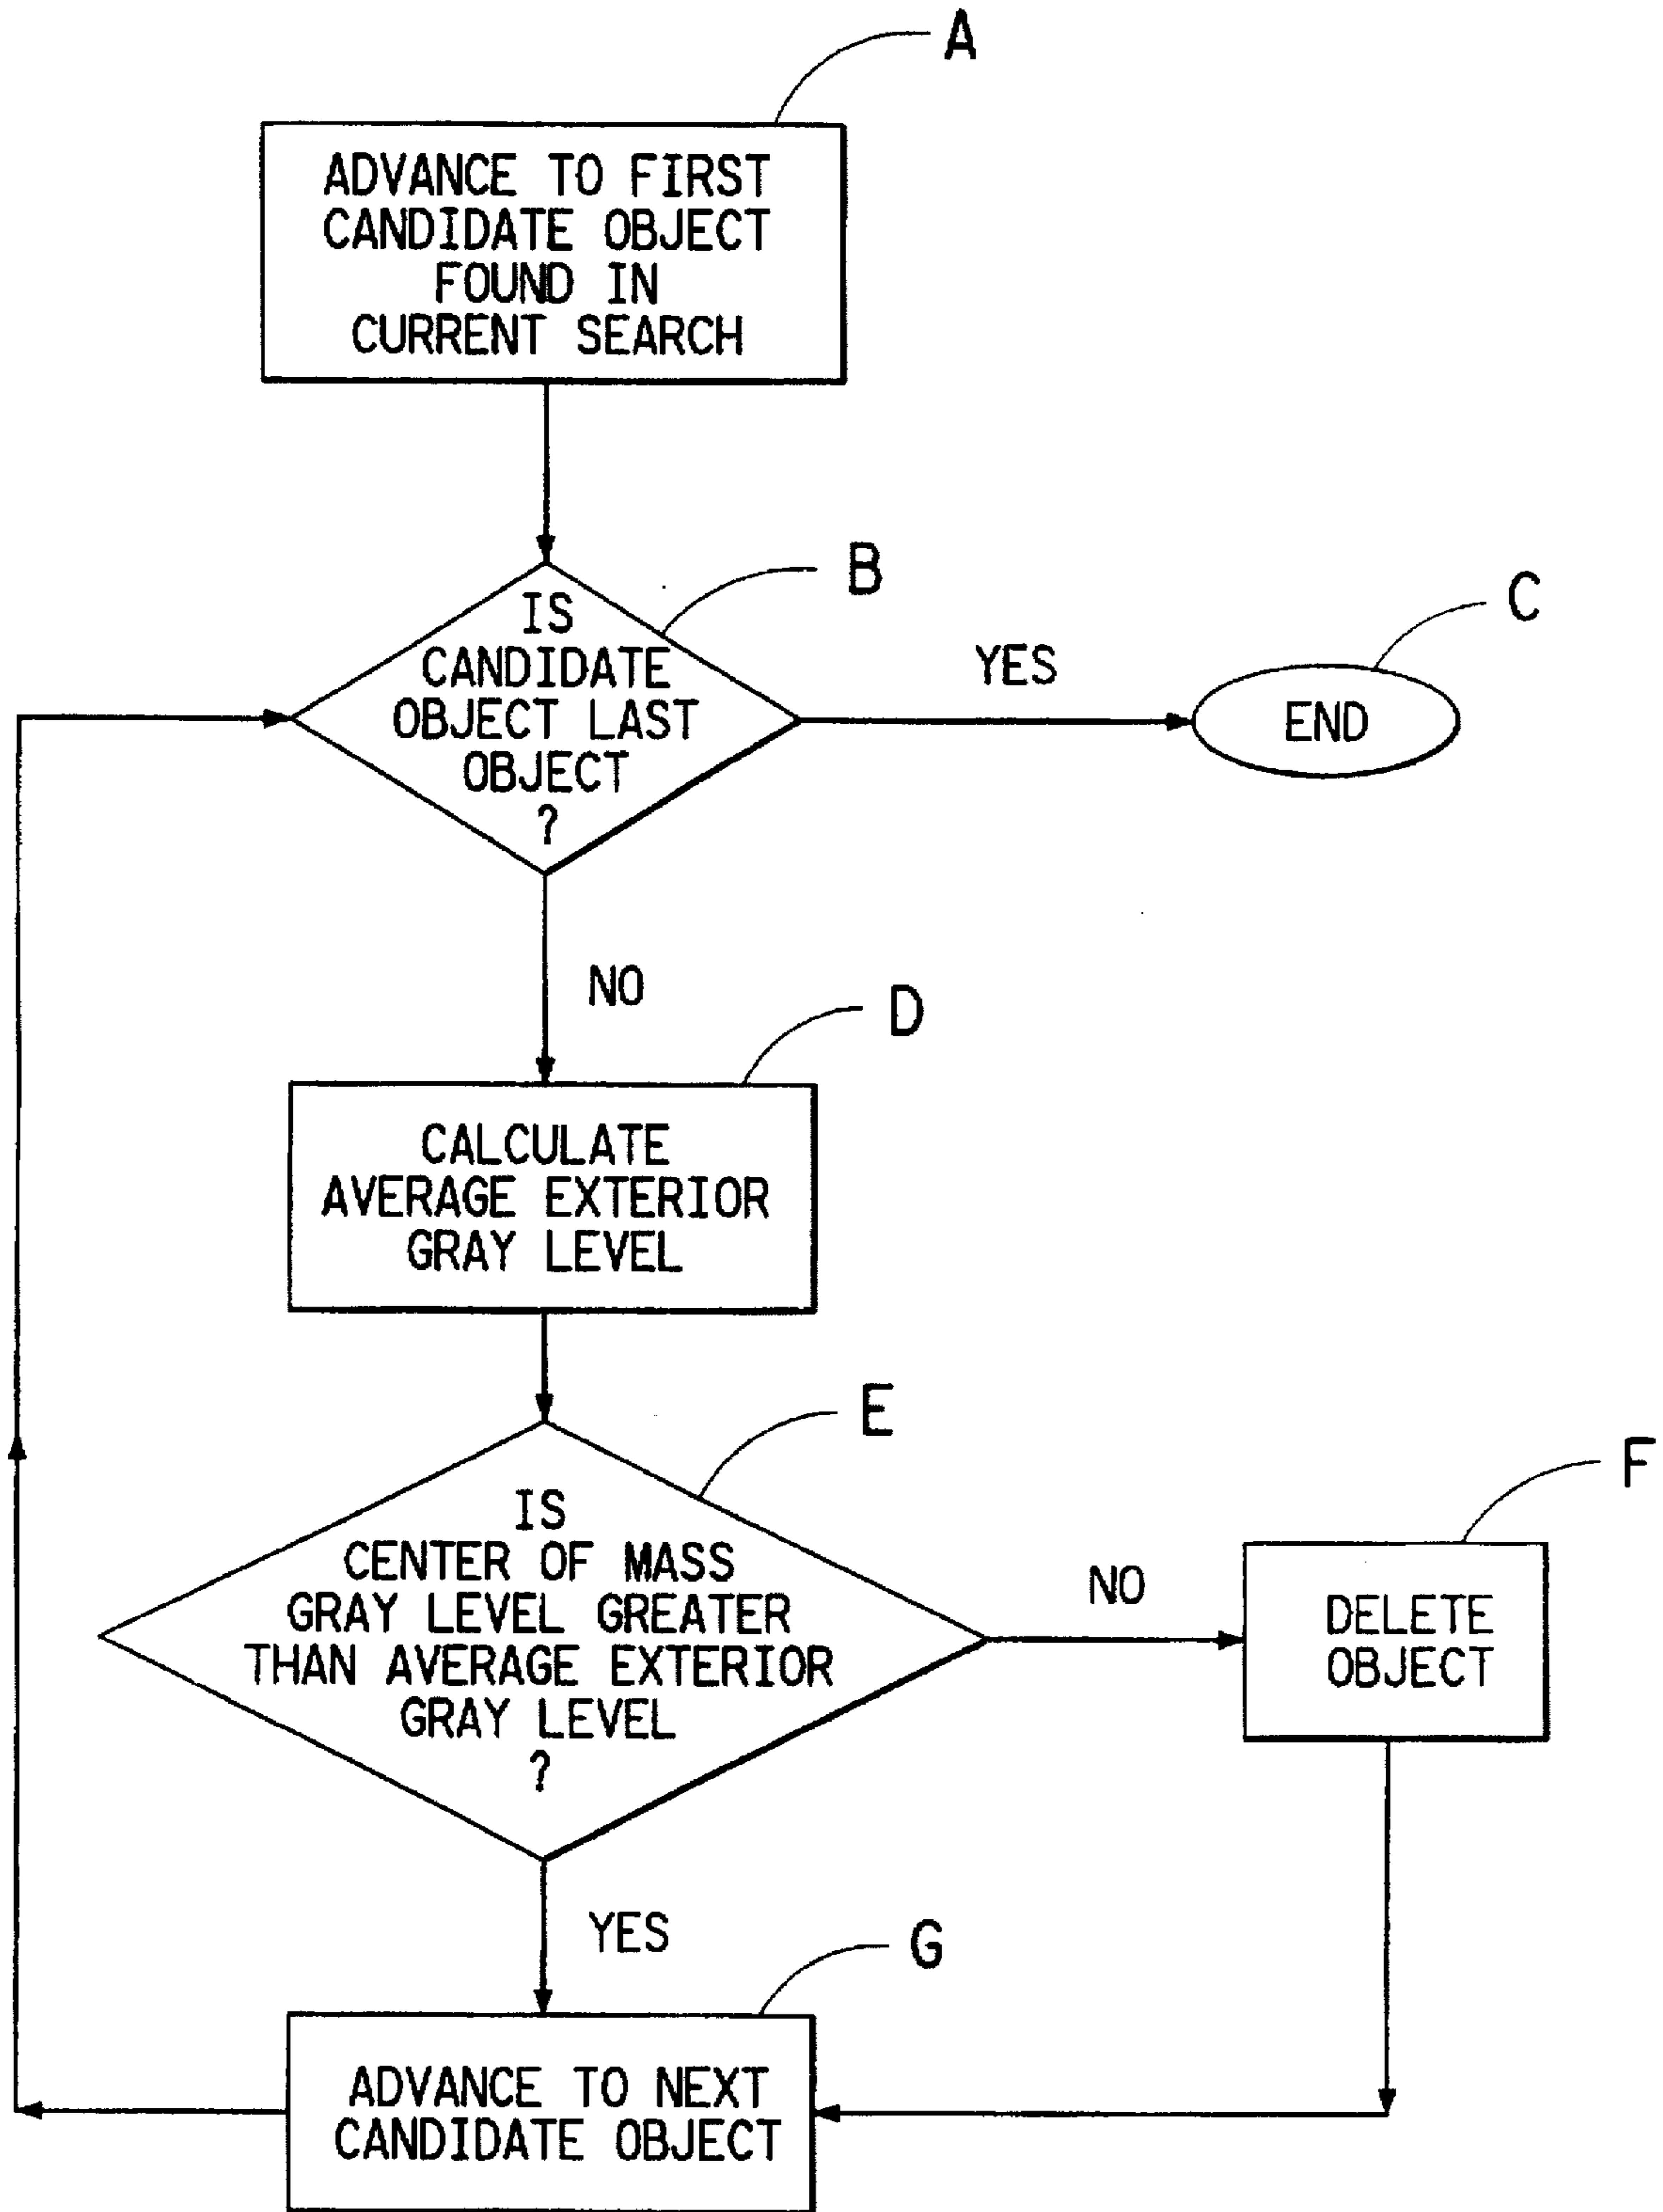 A
ADVANCE TO FIRST
CANDIDATE OBJECT
FOUND IN
CURRENT SEARCH
B
IS
CANDIDATE
OBJECT LAST
OBJECT
?
YES
C
END
NO
D
CALCULATE
AVERAGE EXTERIOR
GRAY LEVEL
E
IS
CENTER OF MASS
GRAY LEVEL GREATER
THAN AVERAGE EXTERIOR
GRAY LEVEL
?
NO
F
DELETE
OBJECT
YES
G
ADVANCE TO NEXT
CANDIDATE OBJECT